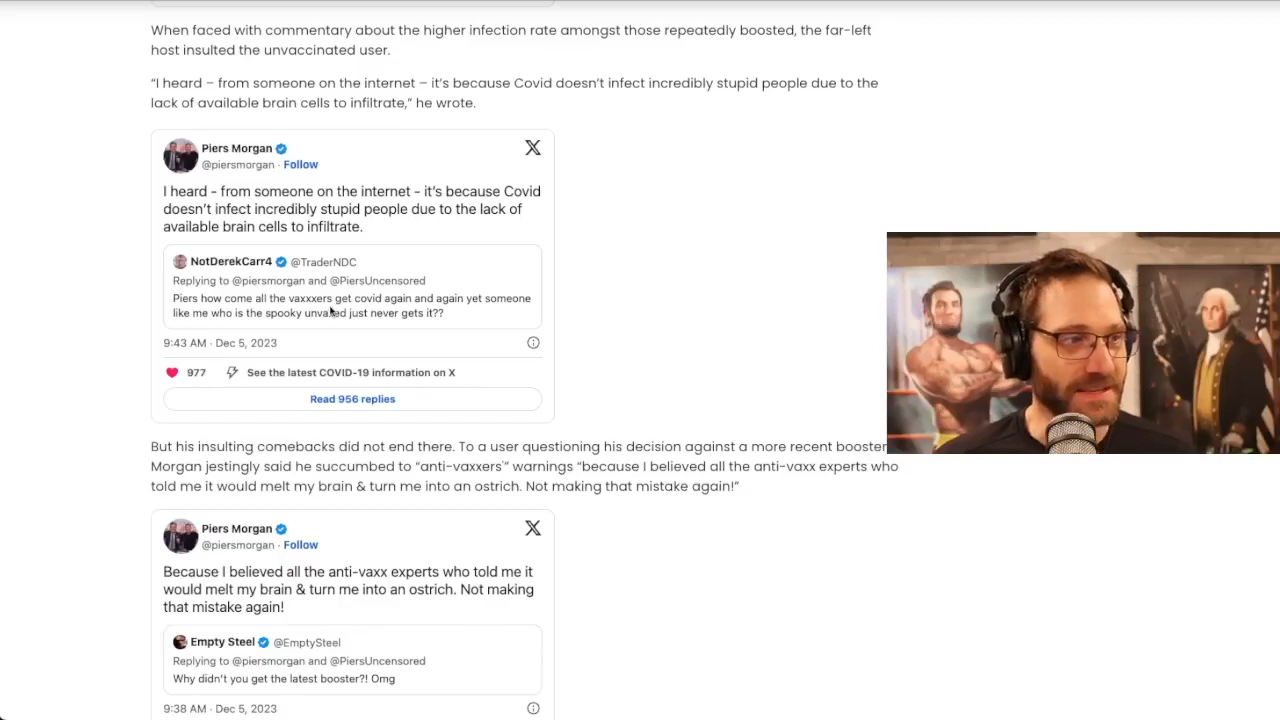 When faced with commentary about the higher infection rate amongst those repeatedly boosted, the far-left
host insulted the unvaccinated user.
“I heard – from someone on the internet – it’s because Covid doesn’t infect incredibly stupid people due to the
lack of available brain cells to infiltrate,” he wrote.
Piers Morgan
@piersmorgan · Follow
I heard - from someone on the internet - it’s because Covid
doesn’t infect incredibly stupid people due to the lack of
available brain cells to infiltrate.
NotDerekCarr4 @TraderNDC
Replying to @piersmorgan and @PiersUncensored
Piers how come all the vaxxxers get covid again and again yet someone
like me who is the spooky unvaxed just never gets it??
9:43 AM · Dec 5, 2023
977 See the latest COVID-19 information on X
Read 956 replies
But his insulting comebacks did not end there. To a user questioning his decision against a more recent booster
Morgan jestingly said he succumbed to “anti-vaxxers’” warnings “because I believed all the anti-vaxx experts who
told me it would melt my brain & turn me into an ostrich. Not making that mistake again!”
Piers Morgan
@piersmorgan · Follow
Because I believed all the anti-vaxx experts who told me it
would melt my brain & turn me into an ostrich. Not making
that mistake again!
Empty Steel @EmptySteel
Replying to @piersmorgan and @PiersUncensored
Why didn’t you get the latest booster?! Omg
9:38 AM · Dec 5, 2023